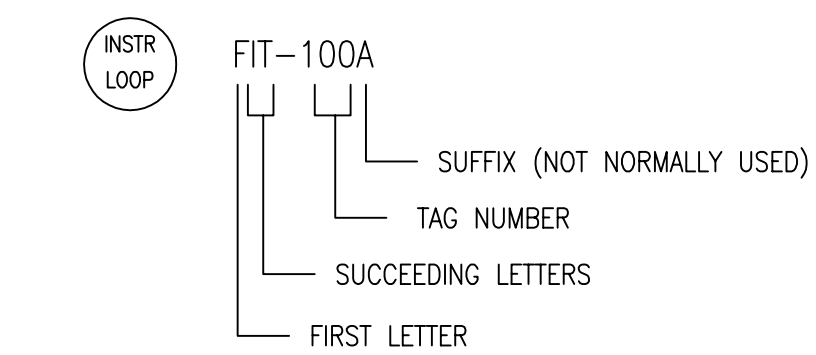 INSTR
LOOP
FIT-100A
SUFFIX (NOT NORMALLY USED)
TAG NUMBER
SUCCEEDING LETTERS
FIRST LETTER